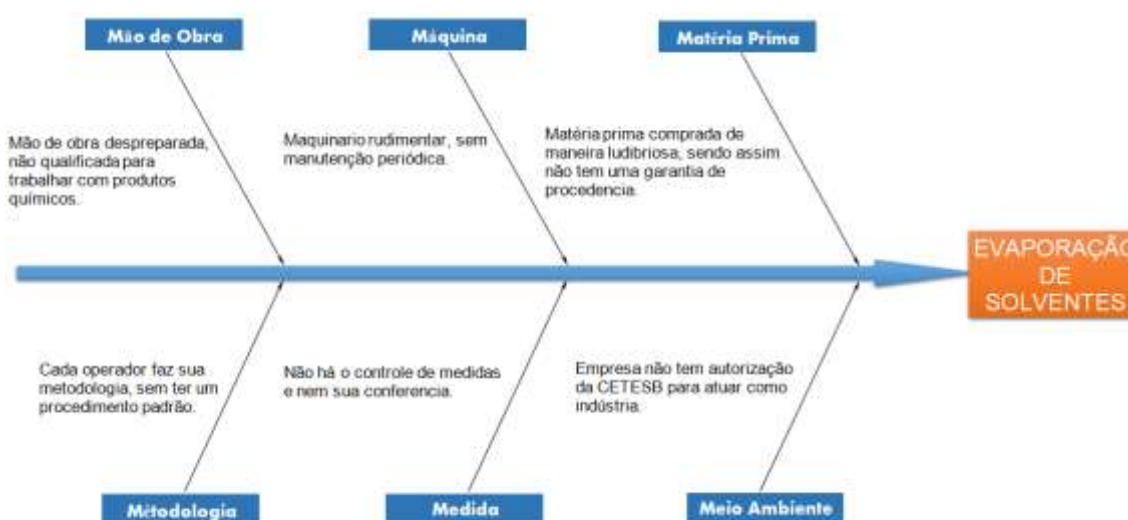 Mão de Obra
Máquina
Matéria Prima
Mão de obra despreparada,
não qualificada para
trabalhar com produtos
químicos.
Maquinario rudimentar, sem
manutenção periódica.
Matéria prima comprada de
maneira ludibriosa, sendo assim
não tem uma garantia de
procedencia.
EVAPORAÇÃO
DE
SOLVENTES
Cada operador faz sua
metodologia, sem ter um
procedimento padrão.
Não há o controle de medidas
e nem sua conferencia.
Empresa não tem autorização
da CETESB para atuar como
indústria.
Métodologia
Medida
Meio Ambiente